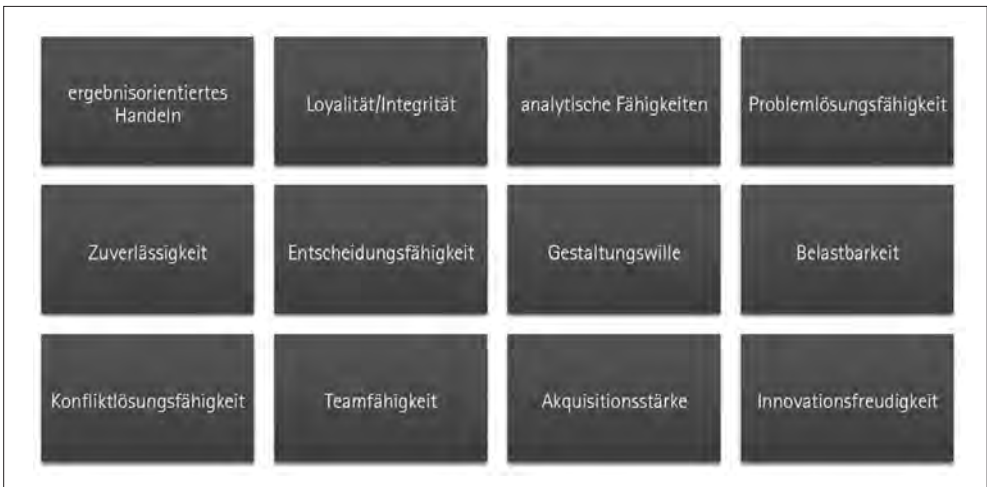 ergebnisorientiertes
Handeln
Loyalität/Integrität
analytische Fähigkeiten
Problemlösungsfähigkeit
Zuverlässigkeit
Entscheidungsfähigkeit
Gestaltungswille
Belastbarkeit
Konfliktlösungsfähigkeit
Teamfähigkeit
Akquisitionsstärke
Innovationsfreudigkeit